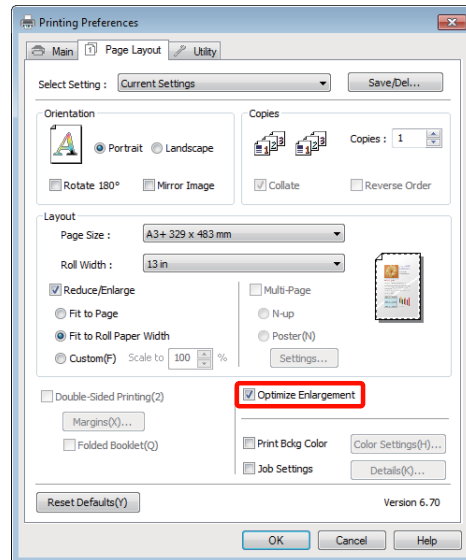 Printing Preferences
Main Page Layout Utility
Select Setting : Current Settings Save/Del...
Orientation
Portrait Landscape
Rotate 180° Mirror Image
Copies
Copies : 1
Collate Reverse Order
Layout
Page Size : A3+ 329 x 483 mm
Roll Width : 13 in
Reduce/Enlarge
Fit to Page
Fit to Roll Paper Width
Custom(F) Scale to 100 %
Multi-Page
N-up
Poster(N)
Settings...
Double-Sided Printing(2)
Margins(X)...
Folded Booklet(Q)
Optimize Enlargement
Print Bckg Color Color Settings(H)...
Job Settings Details(K)...
Reset Defaults(Y) Version 6.70
OK Cancel Help